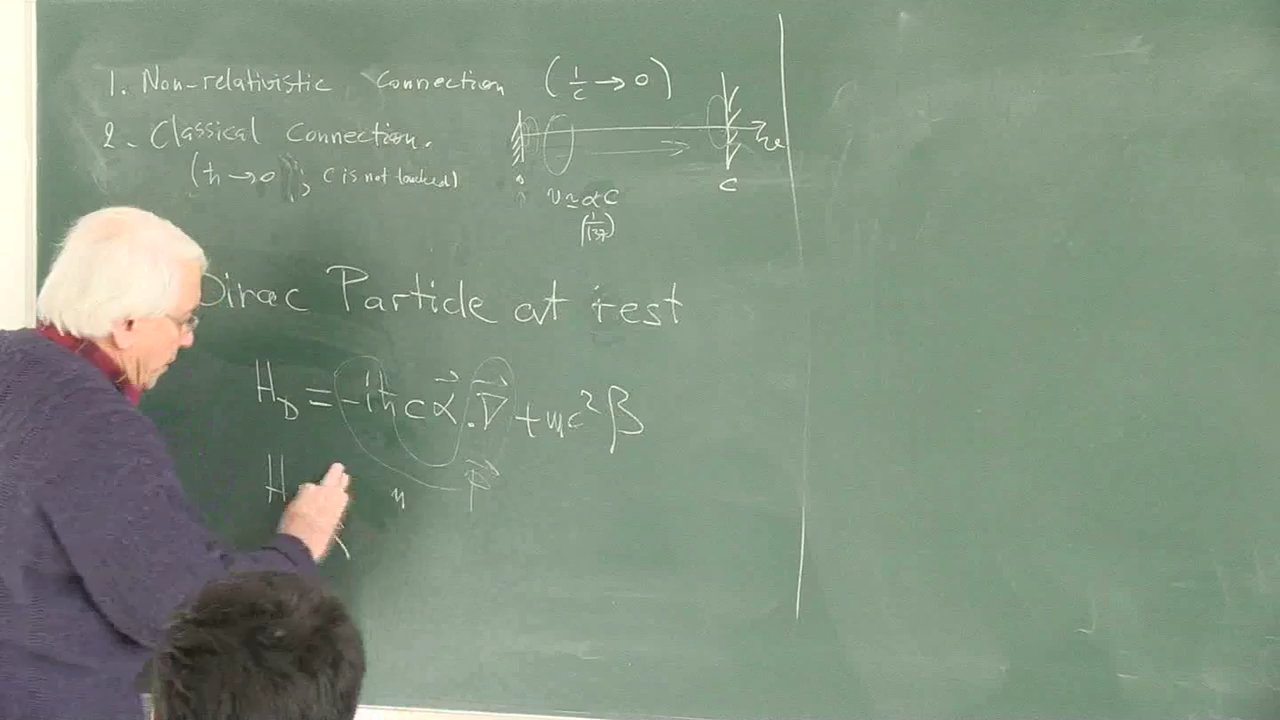 1. Non-relativistic Connection (1/c → 0)
2. Classical Connection.
(ħ → 0 ; c is not touched)
v ≃ αc
(1/137)
c
Dirac Particle at rest
H_D = -iħc α⃗ . ∇⃗ + mc² β
p⃗
H